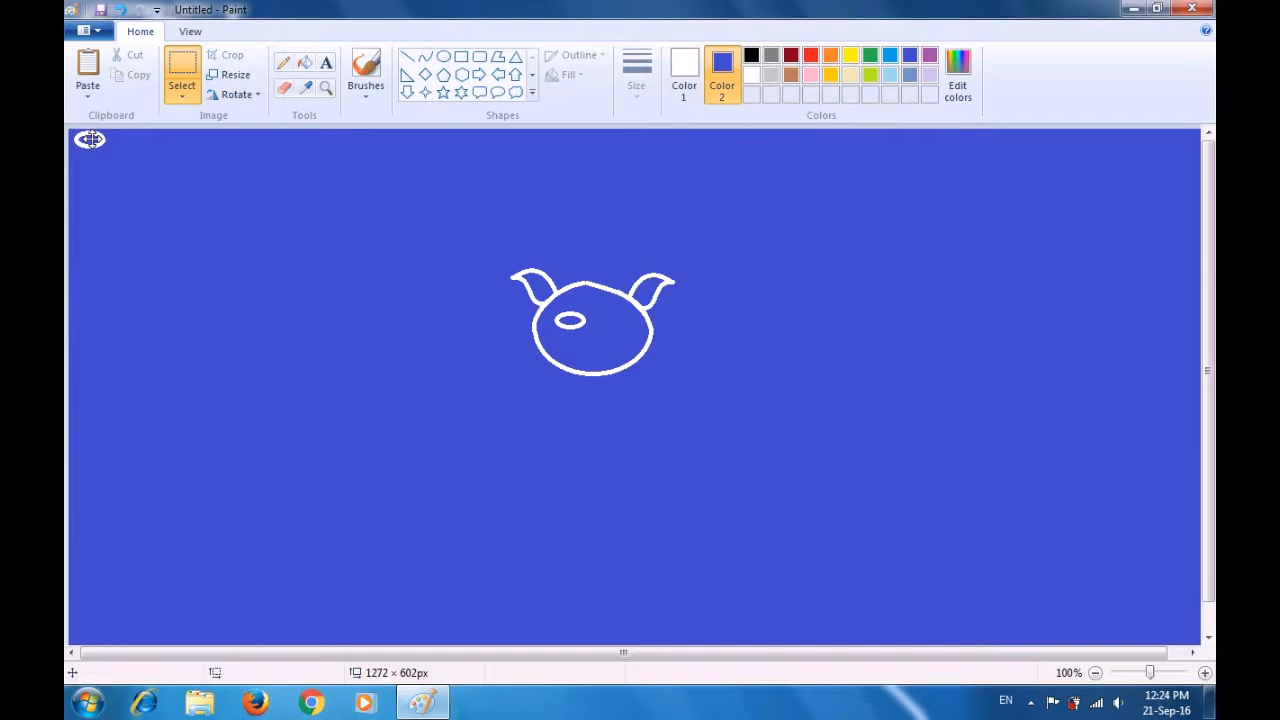 Untitled - Paint
Home View
Paste
Cut
Copy
Clipboard
Select
Crop
Resize
Rotate
Image
A
Tools
Brushes
Outline
Fill
Shapes
Size
Color 1
Color 2
Edit colors
Colors
1272 × 602px
100%
EN
12:24 PM
21-Sep-16